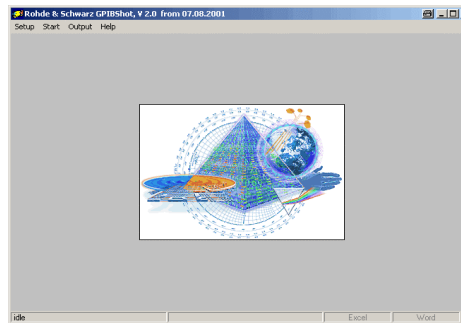 Rohde & Schwarz GPIBShot, V 2.0 from 07.08.2001
Setup Start Output Help
idle Excel Word